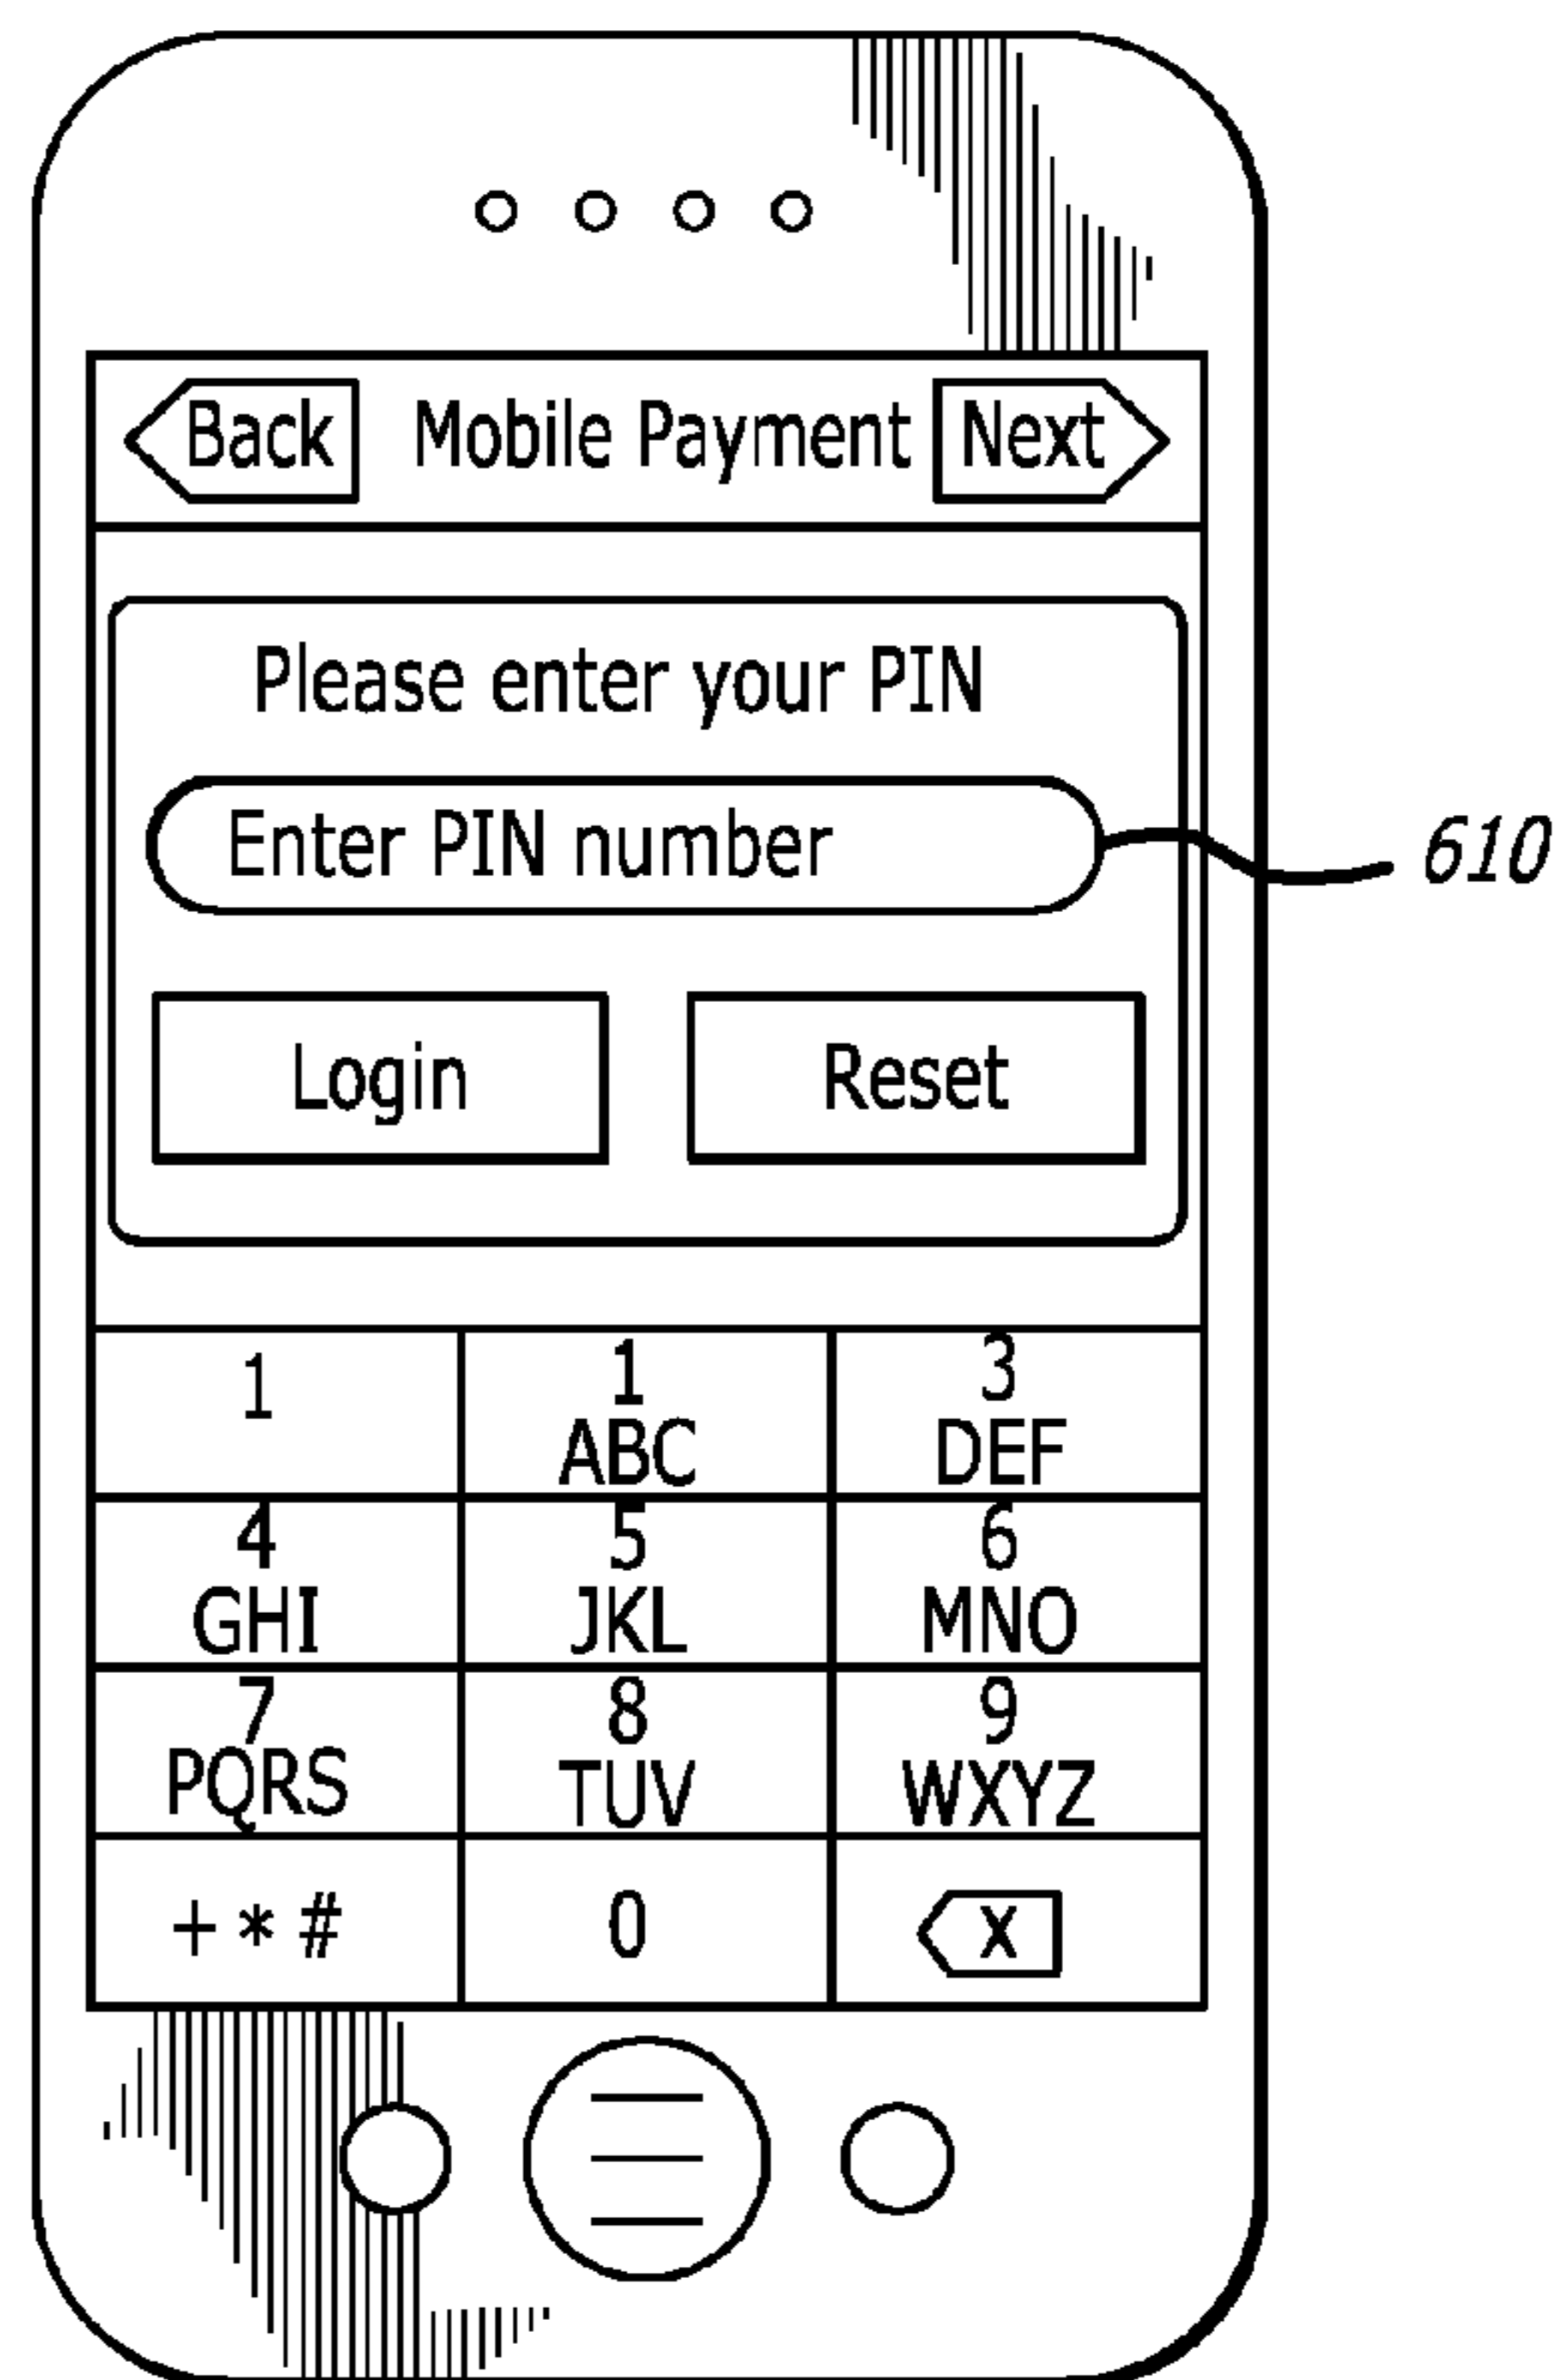 Back Mobile Payment Next
Please enter your PIN
Enter PIN number
610
Login Reset
1 1 3
ABC DEF
4 5 6
GHI JKL MNO
7 8 9
PQRS TUV WXYZ
+ * # 0 X